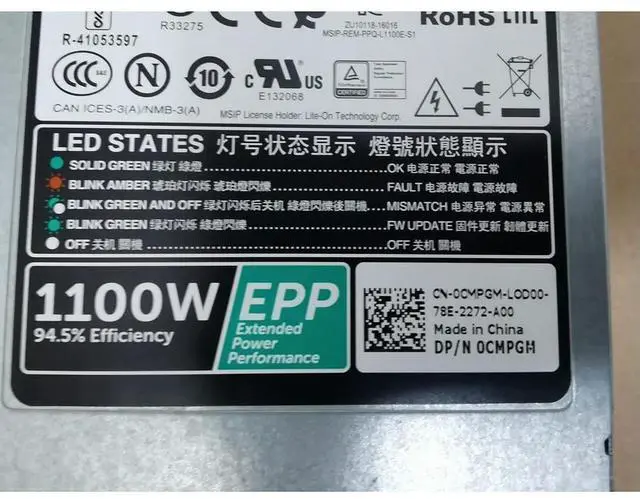 R-41053597
R33275
ZU10118-16016
MSIP-REM-PPQ-L1100E-S1
RoHS
CCC S&E
N
10
c UR US
E132068
CERTIFIED
CAN ICES-3(A)/NMB-3(A)
MSIP License Holder: Lite-On Technology Corp.
LED STATES 灯号状态显示 燈號狀態顯示
SOLID GREEN 绿灯 綠燈 OK 电源正常 電源正常
BLINK AMBER 琥珀灯闪烁 琥珀燈閃爍 FAULT 电源故障 電源故障
BLINK GREEN AND OFF 绿灯闪烁后关机 綠燈閃爍後關機 MISMATCH 电源异常 電源異常
BLINK GREEN 绿灯闪烁 綠燈閃爍 FW UPDATE 固件更新 韌體更新
OFF 关机 關機 OFF 关机 關機
1100W
94.5% Efficiency
EPP
Extended
Power
Performance
CN-0CMPGM-LOD00-
78E-2272-A00
Made in China
DP/N 0CMPGM